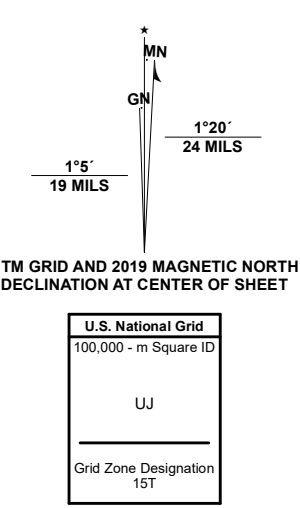 ★
MN
GN
1°20´
24 MILS
1°5´
19 MILS
TM GRID AND 2019 MAGNETIC NORTH
DECLINATION AT CENTER OF SHEET
U.S. National Grid
100,000 - m Square ID
UJ
Grid Zone Designation
15T